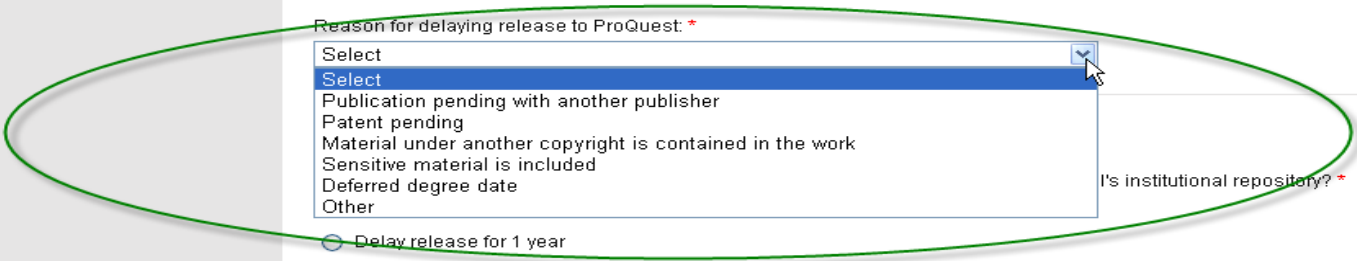 Reason for delaying release to ProQuest: *
Select
Select
Publication pending with another publisher
Patent pending
Material under another copyright is contained in the work
Sensitive material is included
Deferred degree date
l's institutional repository? *
Other
Delay release for 1 year